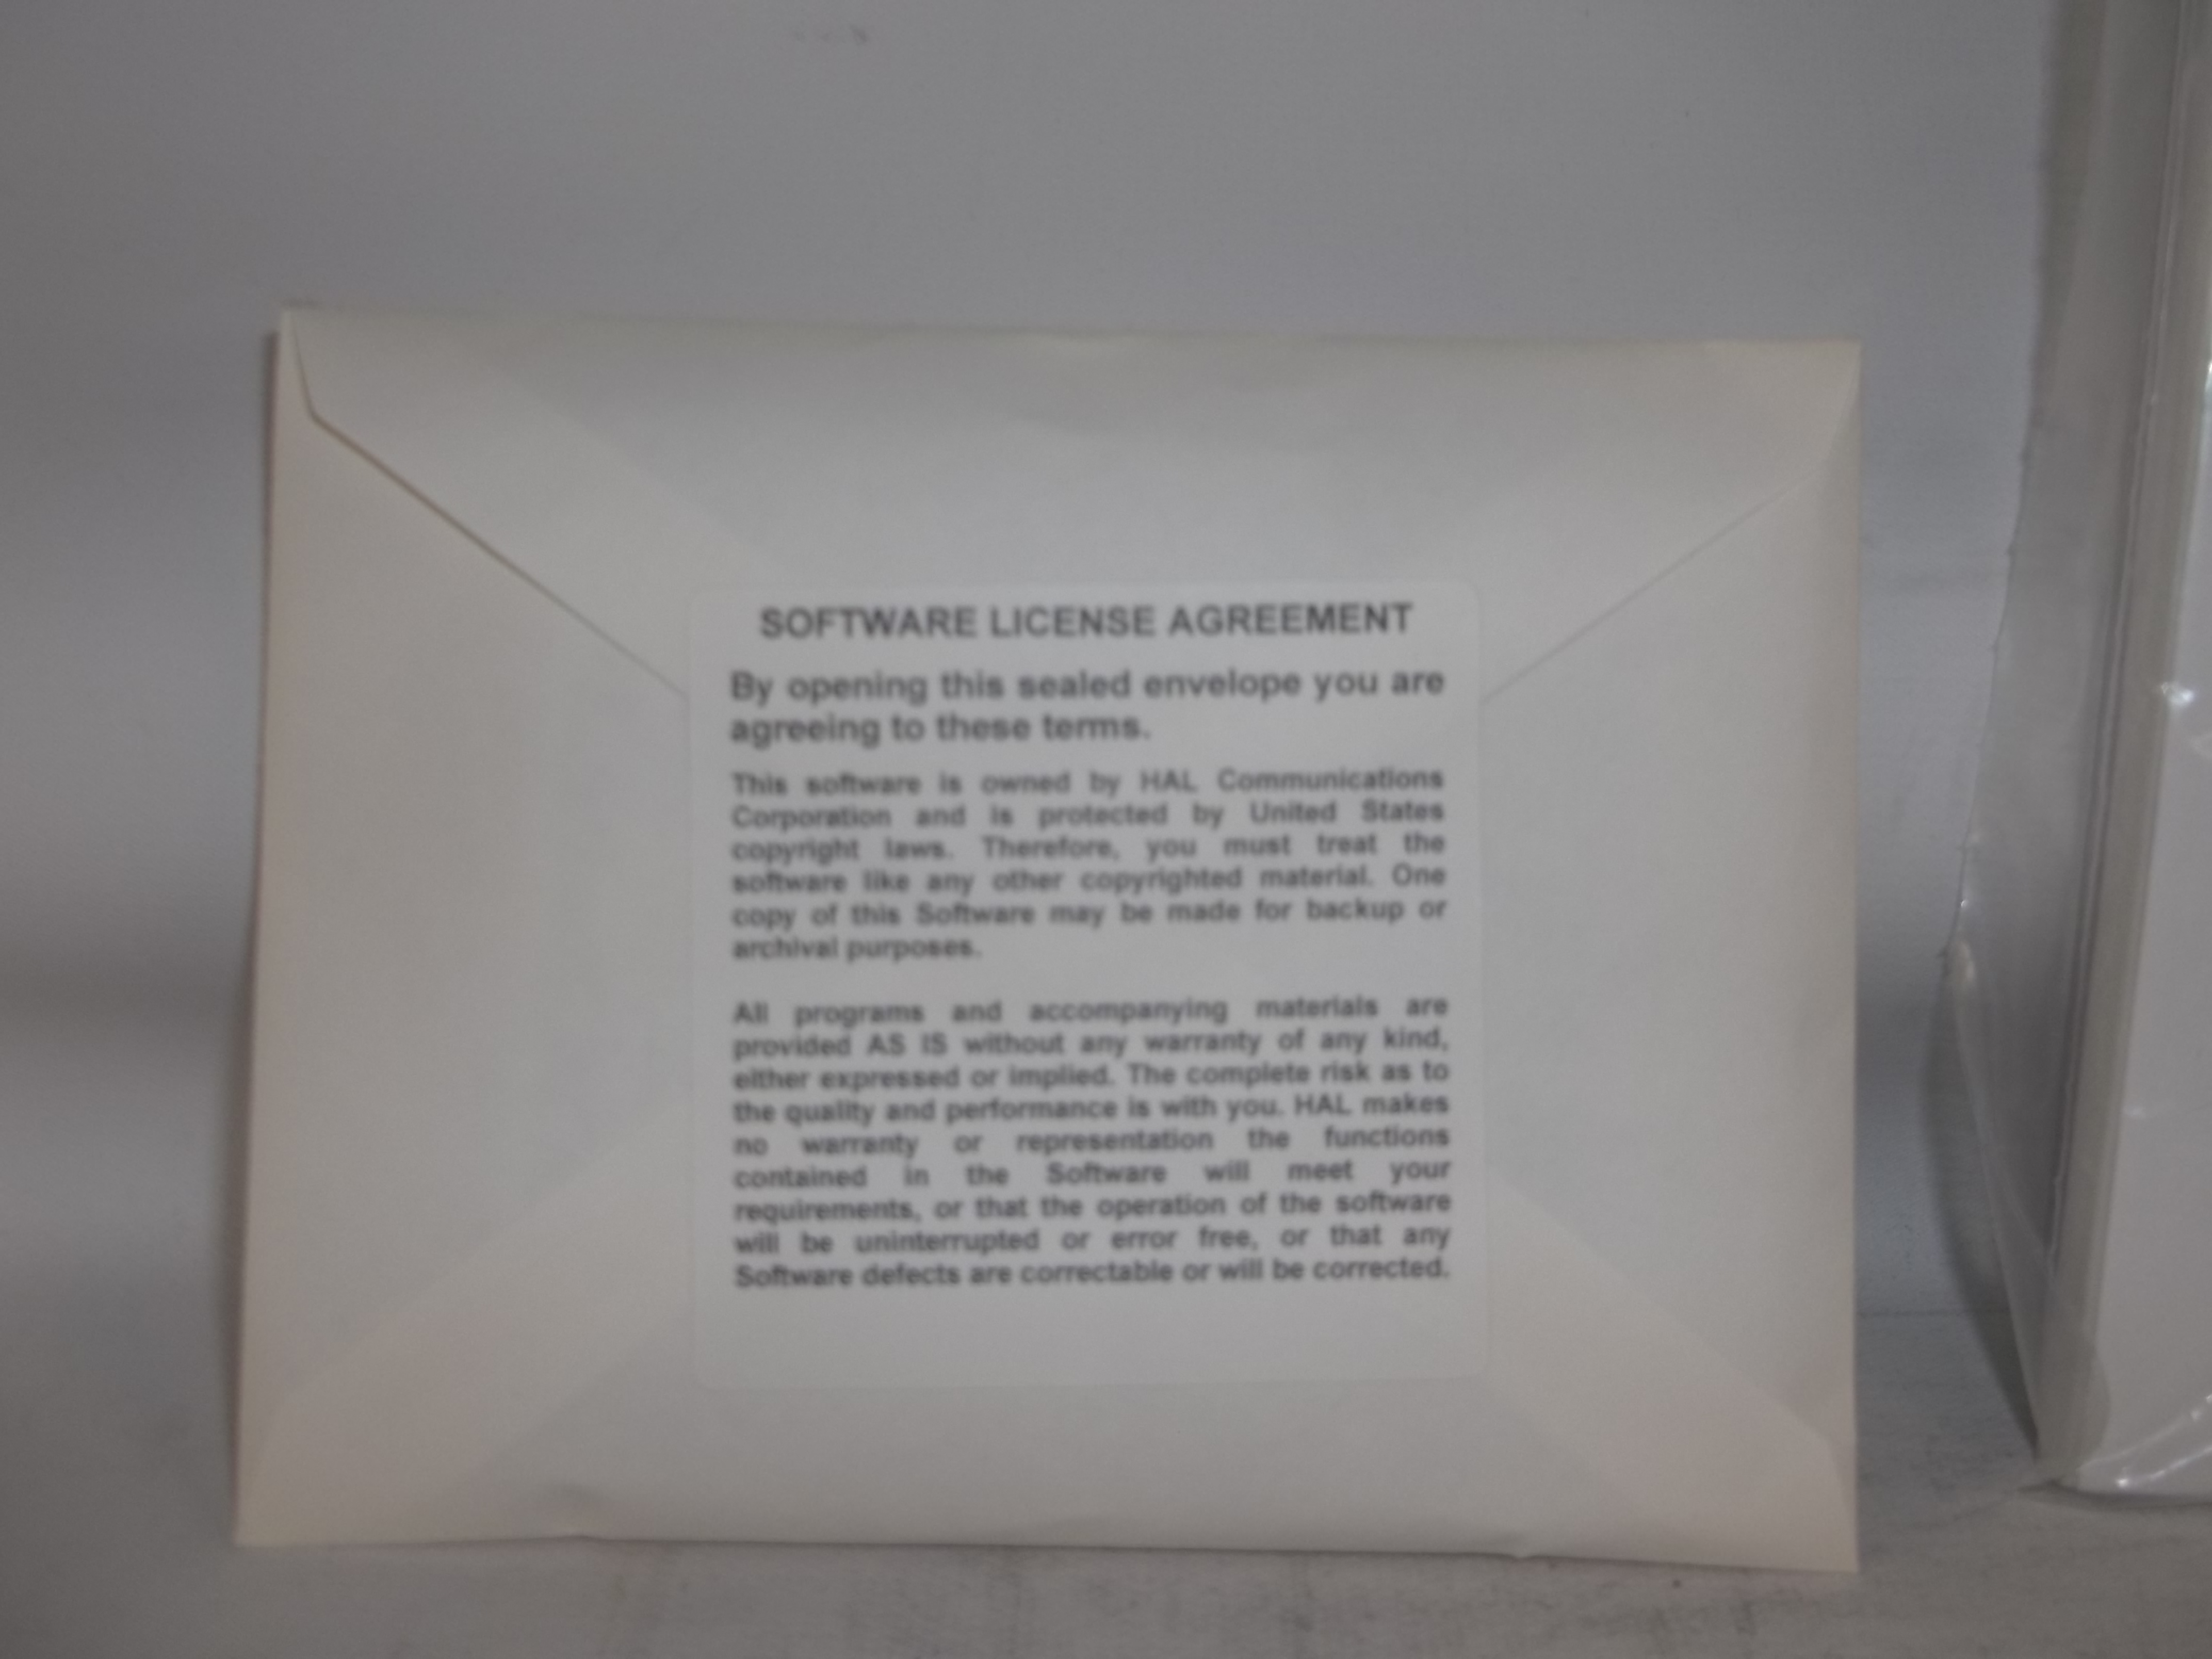 SOFTWARE LICENSE AGREEMENT
By opening this sealed envelope you are
agreeing to these terms.
This software is owned by HAL Communications
Corporation and is protected by United States
copyright laws. Therefore, you must treat the
software like any other copyrighted material. One
copy of this Software may be made for backup or
archival purposes.
All programs and accompanying materials are
provided AS IS without any warranty of any kind,
either expressed or implied. The complete risk as to
the quality and performance is with you. HAL makes
no warranty or representation the functions
contained in the Software will meet your
requirements, or that the operation of the software
will be uninterrupted or error free, or that any
Software defects are correctable or will be corrected.